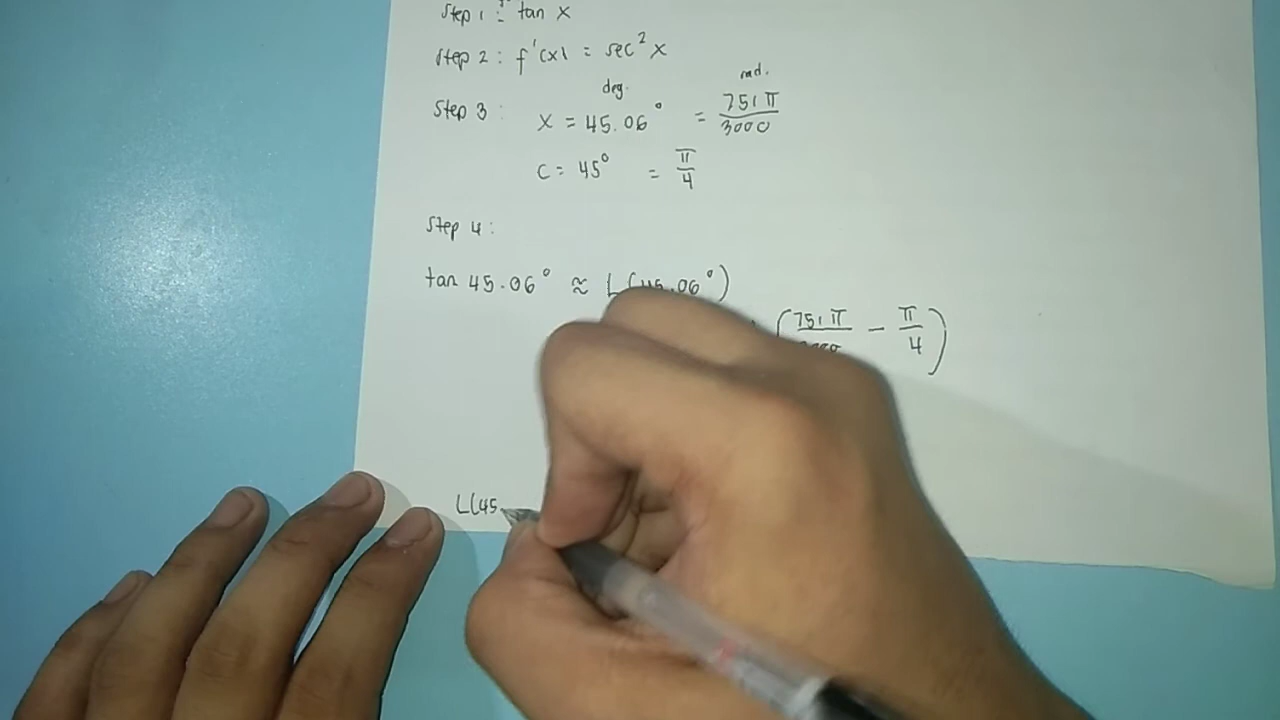 Step 1 : tan x
Step 2 : f'(x) = sec² x
deg. rad.
Step 3 : x = 45.06° = 751π/3000
c = 45° = π/4
Step 4 :
tan 45.06° ≈ L(45.06°)
(751π/3000 − π/4)
L(45